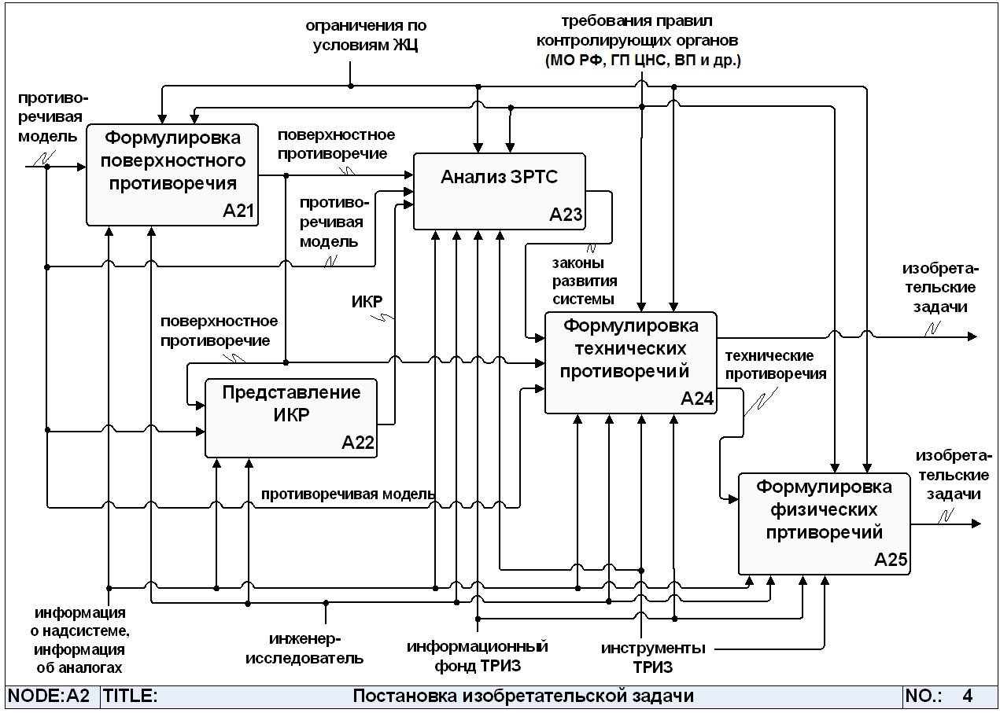 ограничения по
условиям ЖЦ
требования правил
контролирующих органов
(МО РФ, ГП ЦНС, ВП и др.)
противо-
речивая
модель
Формулировка
поверхностного
противоречия
A21
поверхностное
противоречие
Анализ ЗРТС
A23
противо-
речивая
модель
законы
развития
системы
изобрета-
тельские
задачи
ИКР
поверхностное
противоречие
Формулировка
технических
противоречий
A24
технические
противоречия
Представление
ИКР
A22
изобрета-
тельские
задачи
противоречивая модель
Формулировка
физических
пртиворечий
A25
информация
о надсистеме,
информация
об аналогах
инженер-
исследователь
информационный
фонд ТРИЗ
инструменты
ТРИЗ
NODE:A2 TITLE: Постановка изобретательской задачи NO.: 4